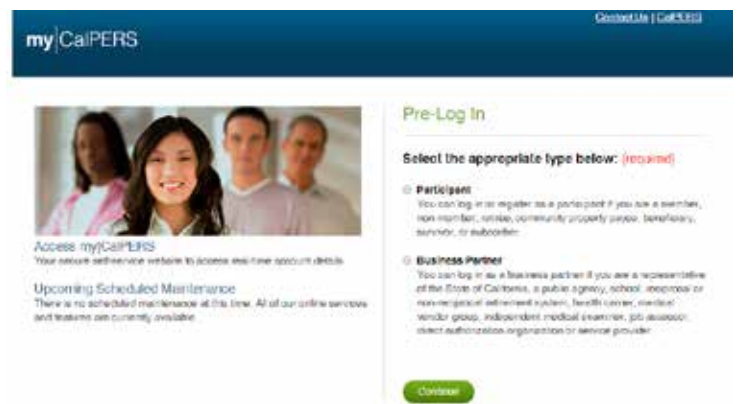 Contact Us | CalPERS
my|CalPERS
Access my|CalPERS
Your secure self-service website to access real-time account details
Upcoming Scheduled Maintenance
There is no scheduled maintenance at this time. All of our online services
and features are currently available.
Pre-Log In
Select the appropriate type below: (required)
Participant
You can log in or register as a participant if you are a member,
non-member, retiree, community property payee, beneficiary,
survivor, or subscriber.
Business Partner
You can log in as a business partner if you are a representative
of the State of California, a public agency, school, reciprocal or
non-reciprocal retirement system, health carrier, medical
vendor group, independent medical examiner, job assessor,
direct authorization organization or service provider.
Continue